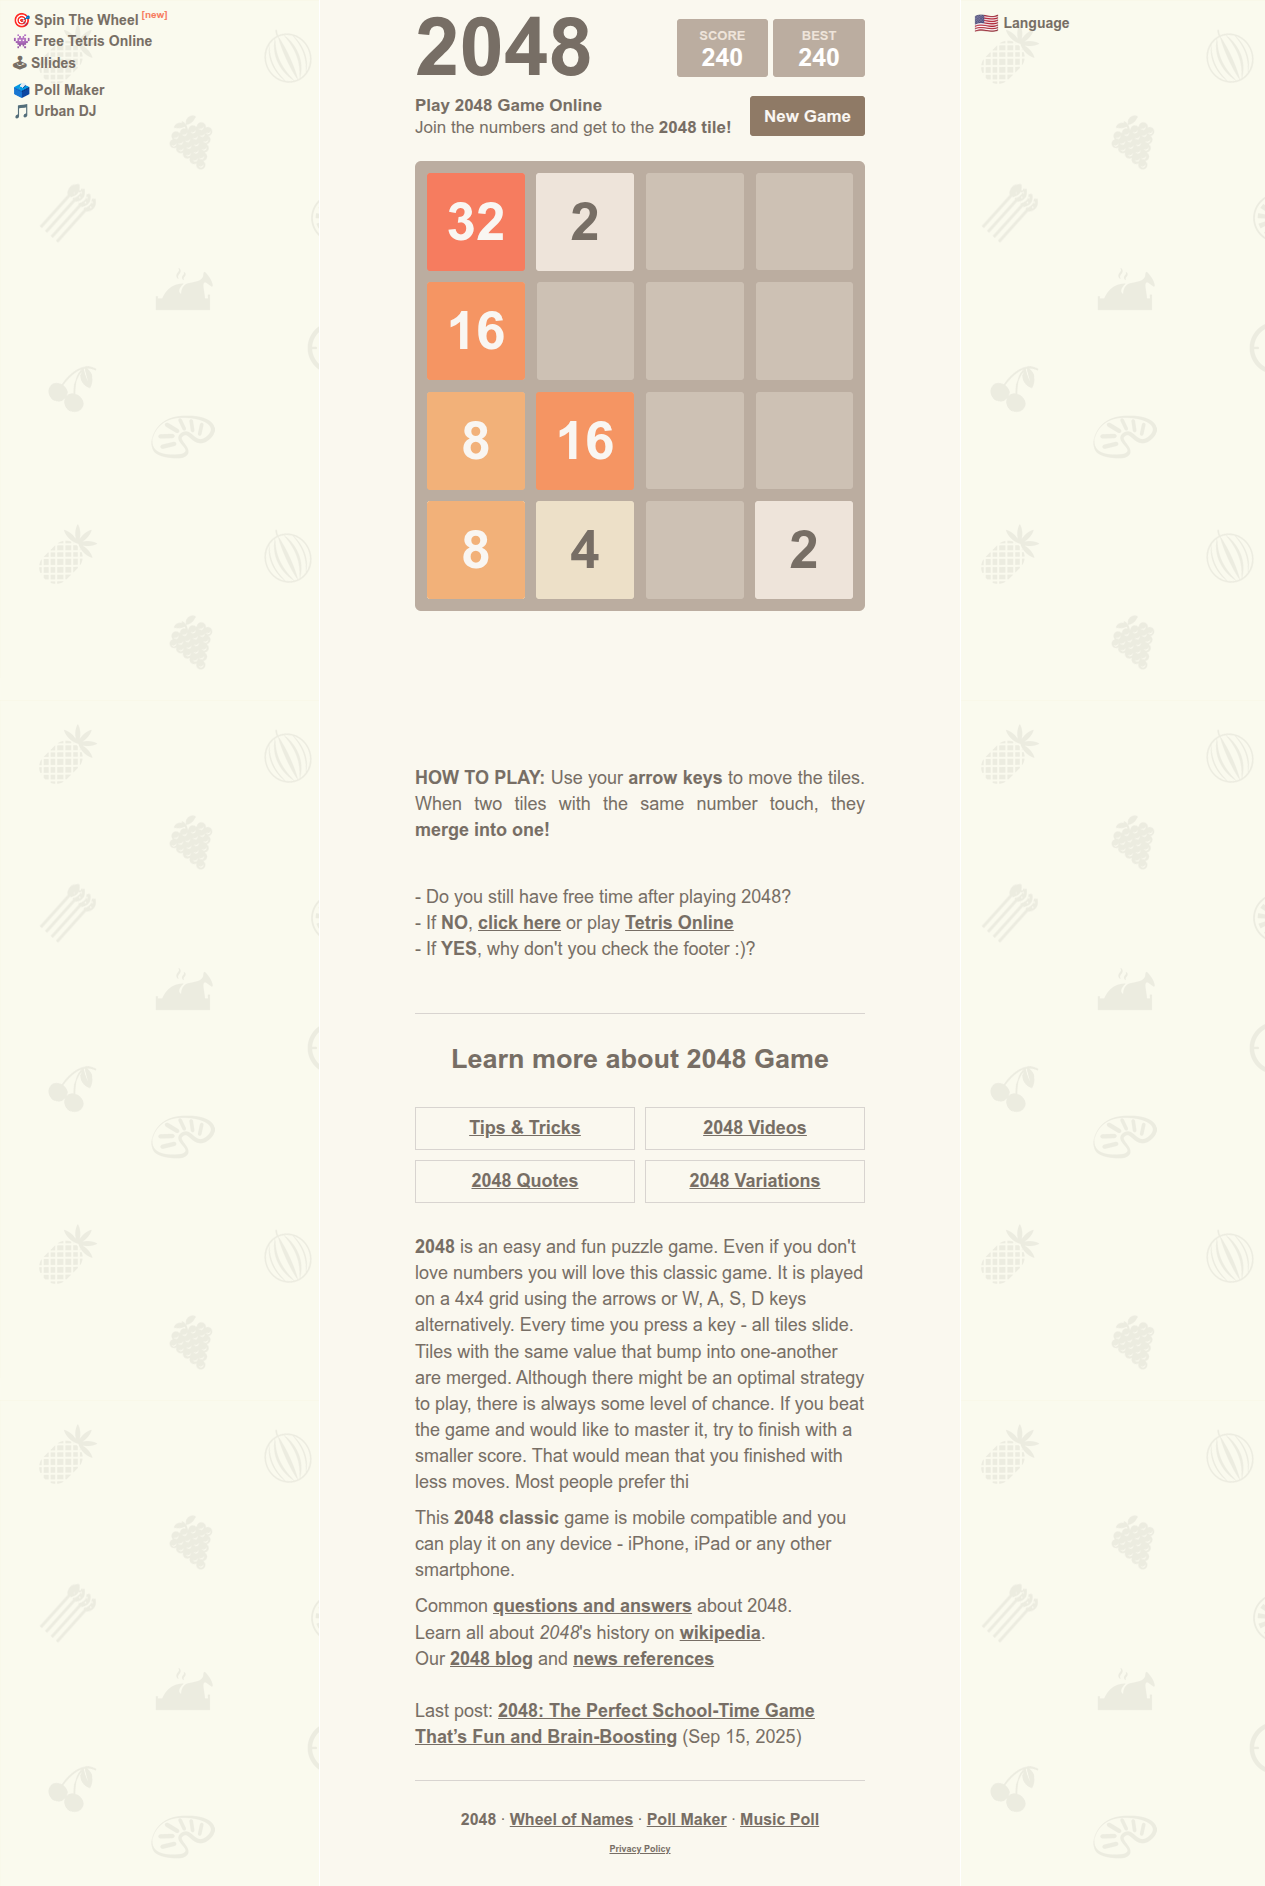 Spin The Wheel [new]
Free Tetris Online
Sllides
Poll Maker
Urban DJ
Language
2048
SCORE
240
BEST
240
Play 2048 Game Online
Join the numbers and get to the 2048 tile!
New Game
32 2
16
8 16
8 4 2
HOW TO PLAY: Use your arrow keys to move the tiles.
When two tiles with the same number touch, they
merge into one!
- Do you still have free time after playing 2048?
- If NO, click here or play Tetris Online
- If YES, why don't you check the footer :)?
Learn more about 2048 Game
Tips & Tricks
2048 Videos
2048 Quotes
2048 Variations
2048 is an easy and fun puzzle game. Even if you don't
love numbers you will love this classic game. It is played
on a 4x4 grid using the arrows or W, A, S, D keys
alternatively. Every time you press a key - all tiles slide.
Tiles with the same value that bump into one-another
are merged. Although there might be an optimal strategy
to play, there is always some level of chance. If you beat
the game and would like to master it, try to finish with a
smaller score. That would mean that you finished with
less moves. Most people prefer thi
This 2048 classic game is mobile compatible and you
can play it on any device - iPhone, iPad or any other
smartphone.
Common questions and answers about 2048.
Learn all about 2048's history on wikipedia.
Our 2048 blog and news references
Last post: 2048: The Perfect School-Time Game
That’s Fun and Brain-Boosting (Sep 15, 2025)
2048 · Wheel of Names · Poll Maker · Music Poll
Privacy Policy